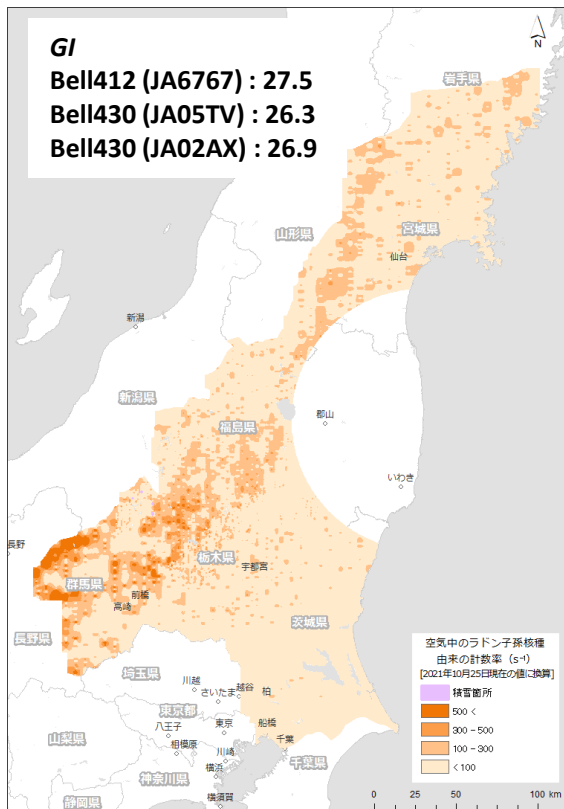 GI
Bell412 (JA6767) : 27.5
Bell430 (JA05TV) : 26.3
Bell430 (JA02AX) : 26.9
N
岩手県
山形県
宮城県
仙台
新潟
新潟県
福島県
郡山
いわき
長野
栃木県
宇都宮
群馬県
前橋
高崎
茨城県
長野県
埼玉県
川越
さいたま
越谷
柏
東京都
八王子
東京
船橋
千葉
山梨県
相模原
川崎
千葉県
神奈川県
横浜
静岡県
横須賀
空気中のラドン子孫核種
由来の計数率 (s⁻¹)
[2021年10月25日現在の値に換算]
積雪箇所
500 <
300 - 500
100 - 300
< 100
0 25 50 100 km